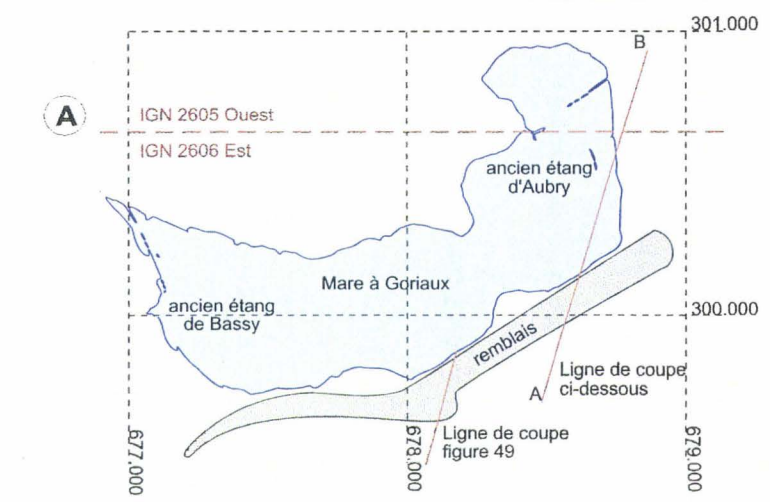 301.000
B
A
IGN 2605 Ouest
IGN 2606 Est
ancien étang
d'Aubry
Mare à Goriaux
ancien étang
de Bassy
300.000
remblais
Ligne de coupe
ci-dessous
A
Ligne de coupe
figure 49
677.000
678.000
679.000